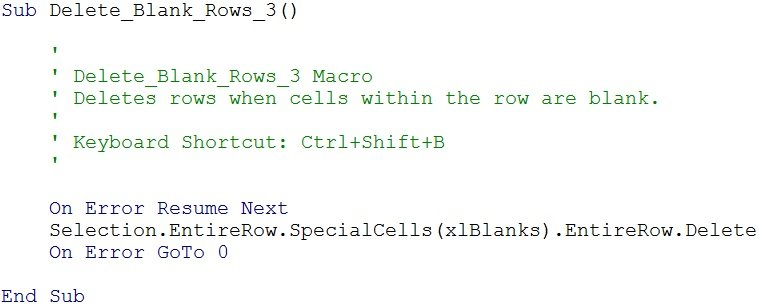 Sub Delete_Blank_Rows_3()
'
' Delete_Blank_Rows_3 Macro
' Deletes rows when cells within the row are blank.
'
' Keyboard Shortcut: Ctrl+Shift+B
'
On Error Resume Next
Selection.EntireRow.SpecialCells(xlBlanks).EntireRow.Delete
On Error GoTo 0
End Sub